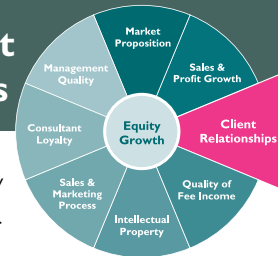 t
s
y
.
Market
Proposition
Sales &
Profit Growth
Client
Relationships
Quality of
Fee Income
Intellectual
Property
Sales &
Marketing
Process
Consultant
Loyalty
Management
Quality
Equity
Growth